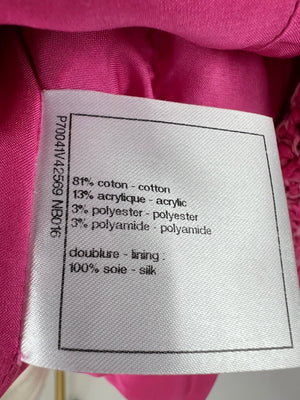 P70041V42569 NB016
81% coton - cotton
13% acrylique - acrylic
3% polyester - polyester
3% polyamide - polyamide
doublure - lining :
100% soie - silk